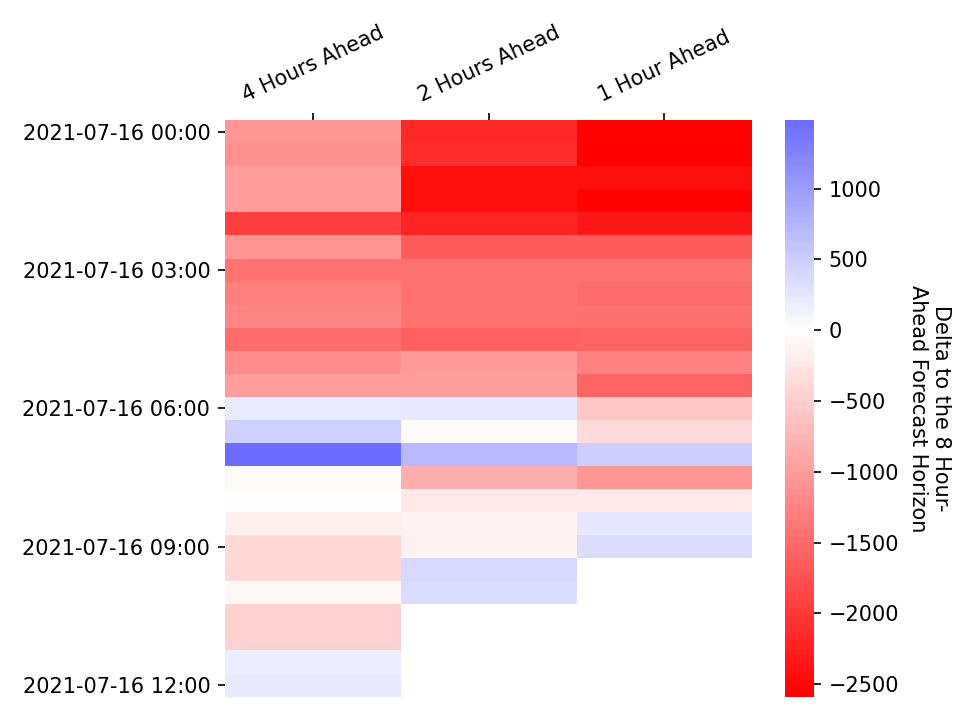 4 Hours Ahead
2 Hours Ahead
1 Hour Ahead
2021-07-16 00:00
2021-07-16 03:00
2021-07-16 06:00
2021-07-16 09:00
2021-07-16 12:00
1000
500
0
−500
−1000
−1500
−2000
−2500
Delta to the 8 Hour-
Ahead Forecast Horizon